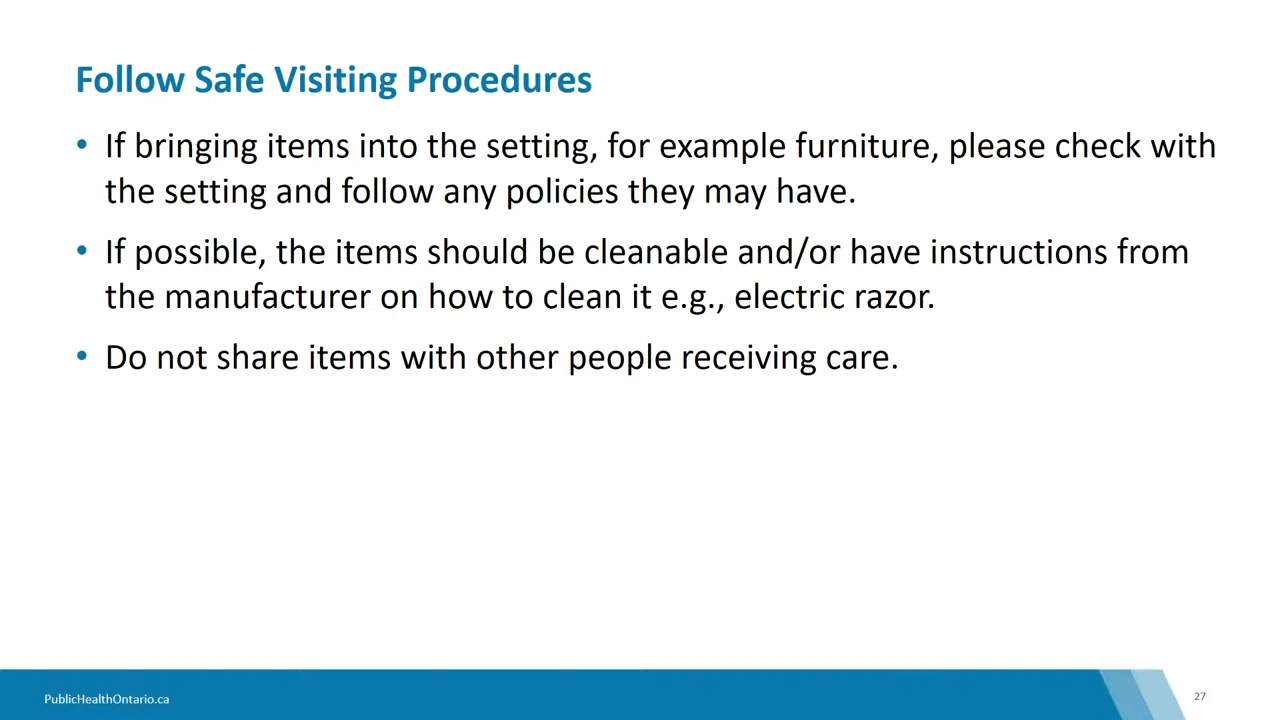 Follow Safe Visiting Procedures
• If bringing items into the setting, for example furniture, please check with
the setting and follow any policies they may have.
• If possible, the items should be cleanable and/or have instructions from
the manufacturer on how to clean it e.g., electric razor.
• Do not share items with other people receiving care.
PublicHealthOntario.ca
27